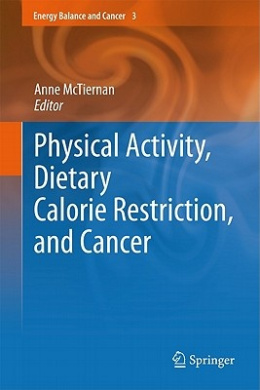 Energy Balance and Cancer 3
Anne McTiernan
Editor
Physical Activity,
Dietary
Calorie Restriction,
and Cancer
Springer